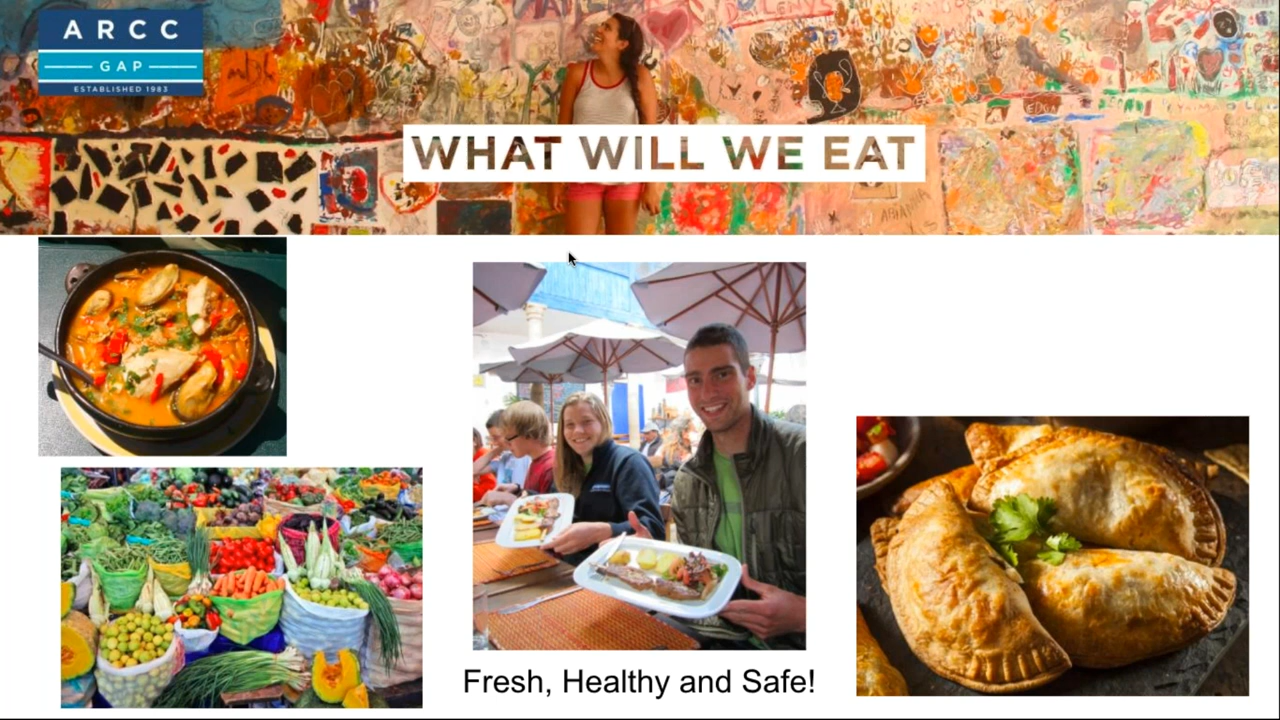 ARCC
GAP
ESTABLISHED 1983
WHAT WILL WE EAT
Fresh, Healthy and Safe!